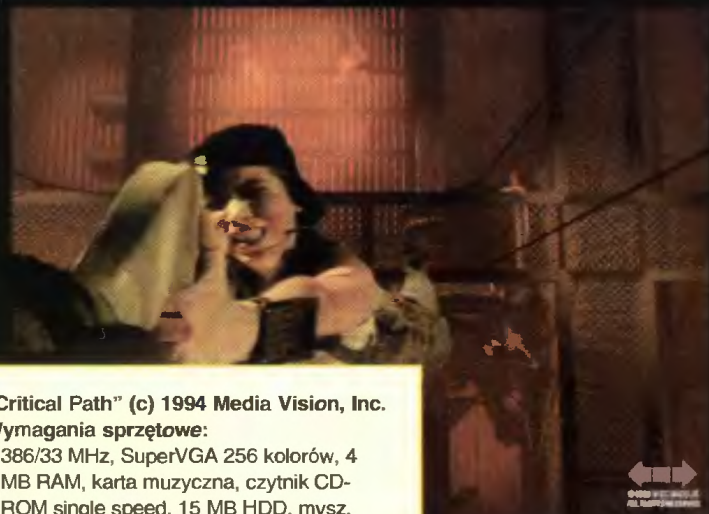 Critical Path" (c) 1994 Media Vision, Inc.
Wymagania sprzętowe:
386/33 MHz, SuperVGA 256 kolorów, 4
MB RAM, karta muzyczna, czytnik CD-
ROM single speed, 15 MB HDD, mysz.